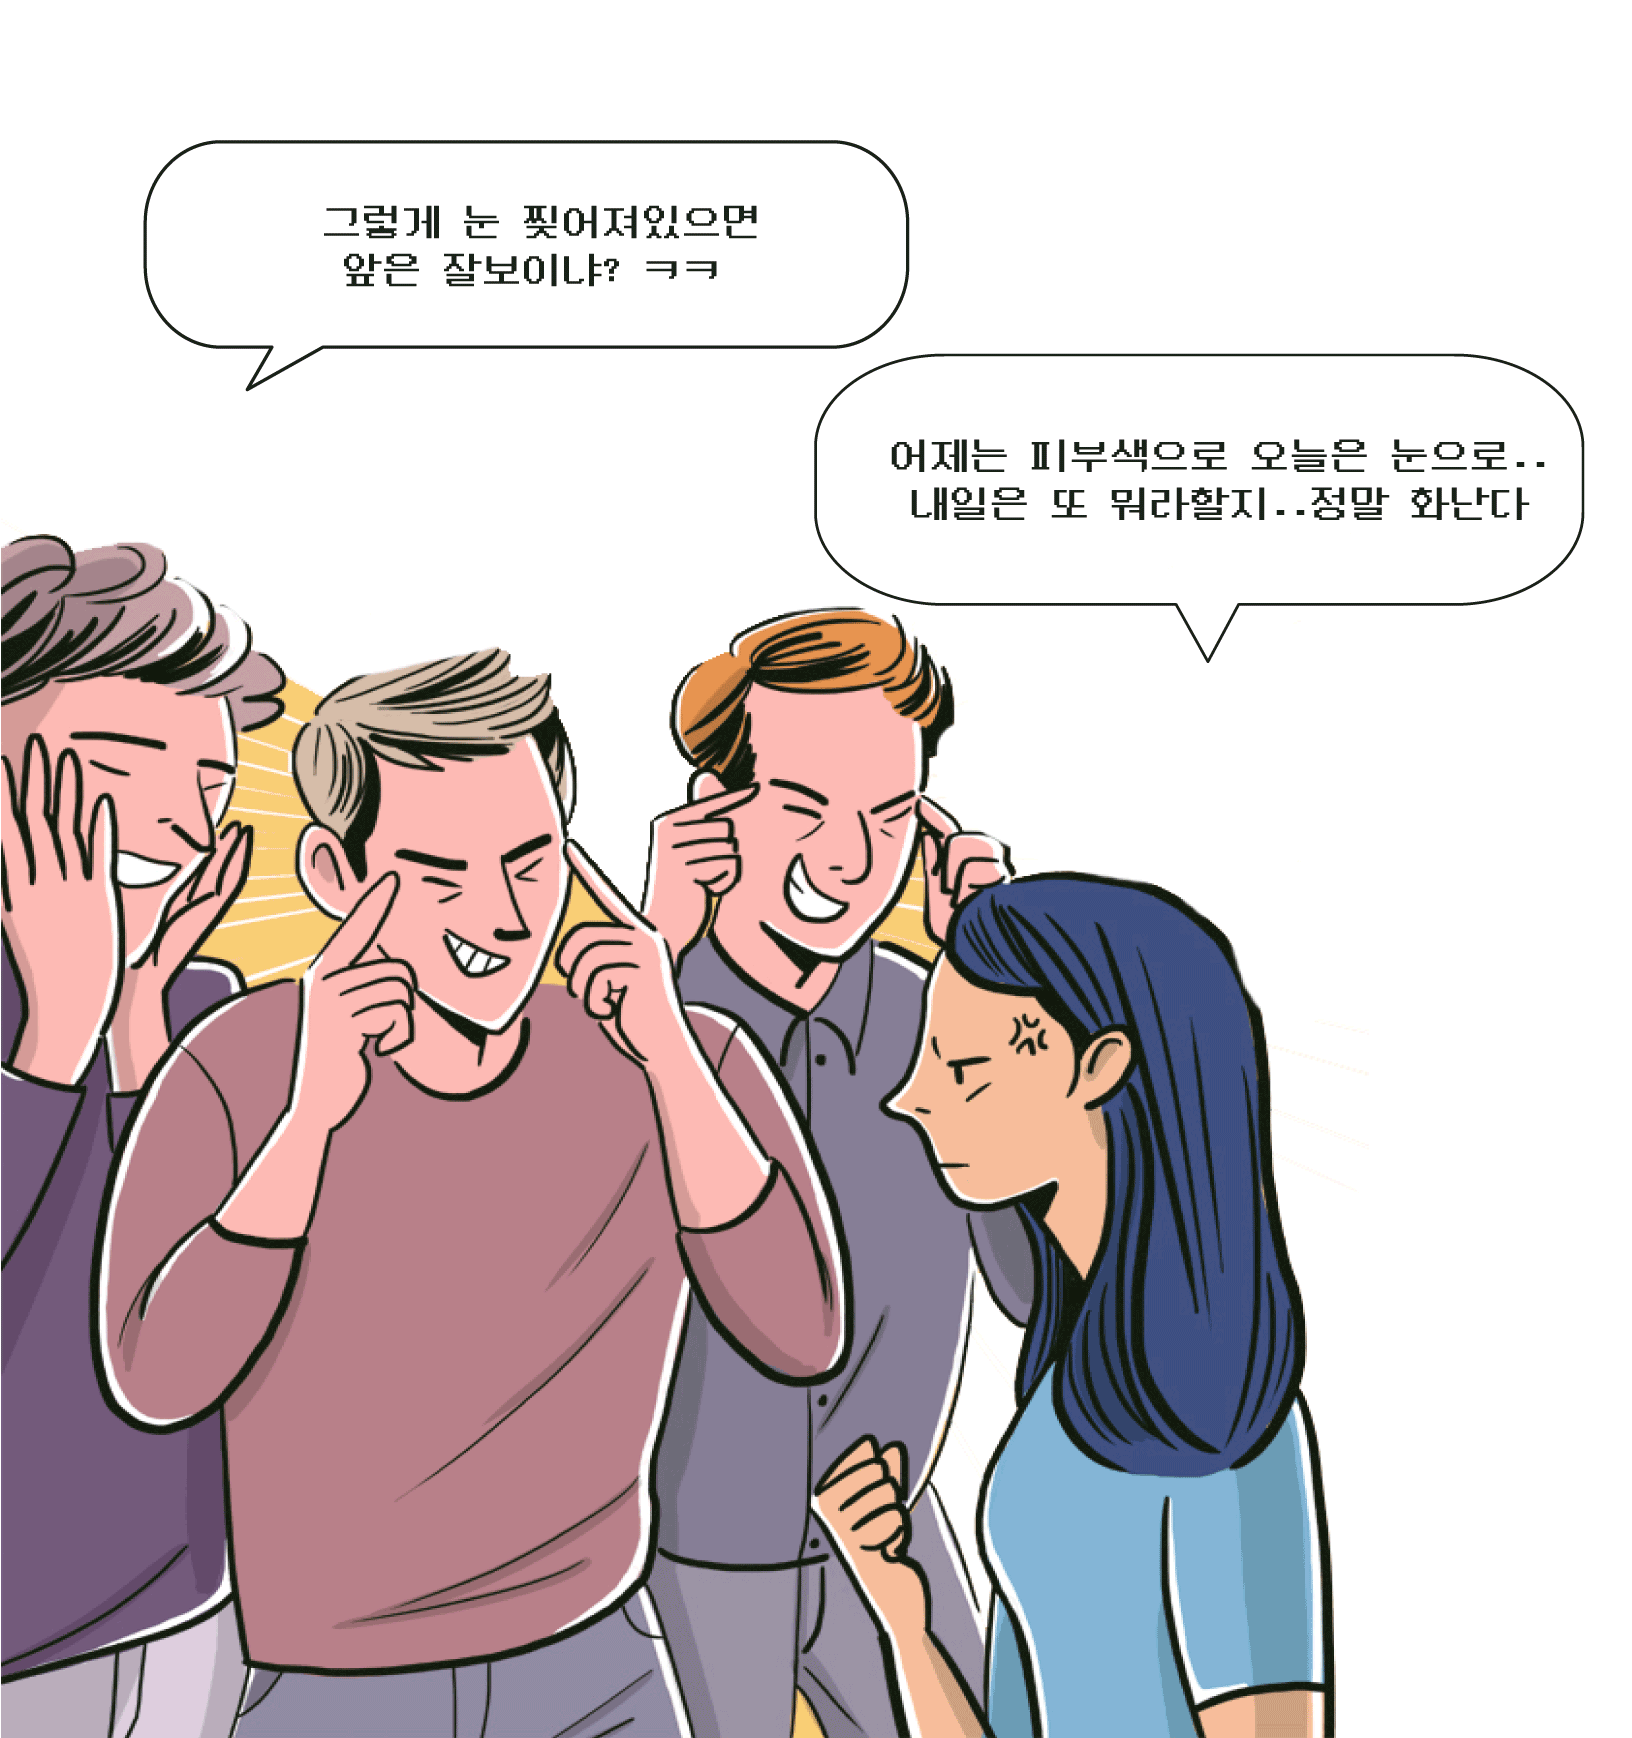 그렇게 눈 찢어져있으면
앞은 잘보이냐? ㅋㅋ
어제는 피부색으로 오늘은 눈으로..
내일은 또 뭐라할지..정말 화난다